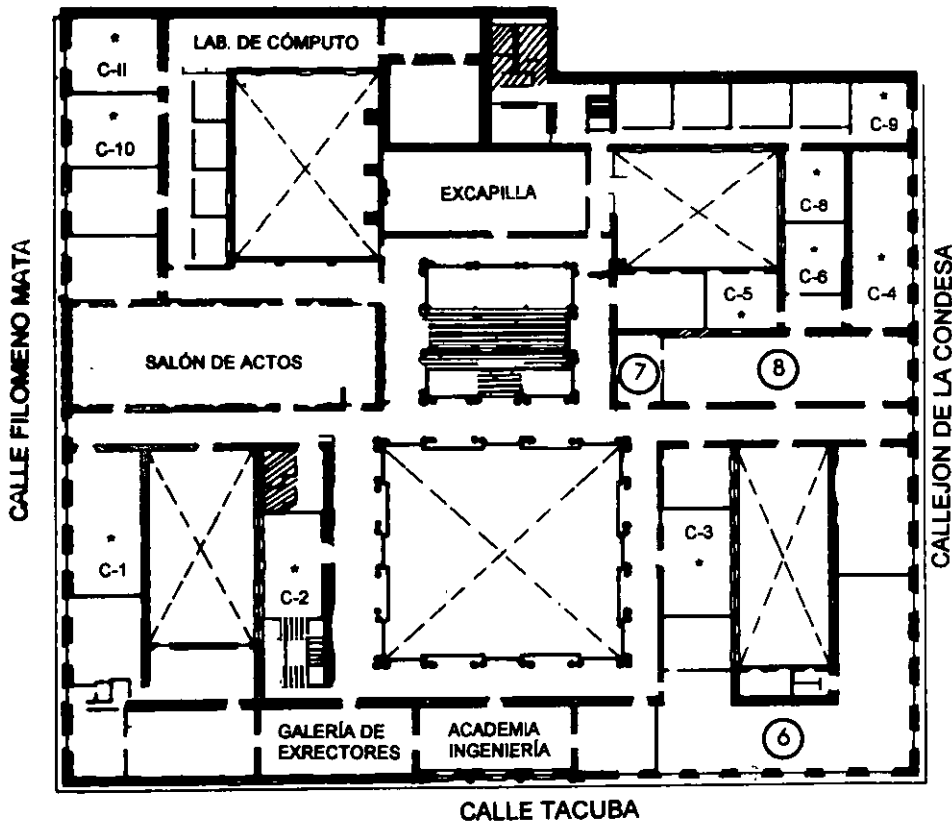 LAB. DE CÓMPUTO
*
C-II
*
C-10
*
C-9
EXCAPILLA
*
C-8
*
C-6
*
C-4
C-5
*
SALÓN DE ACTOS
7
8
CALLE FILOMENO MATA
CALLEJON DE LA CONDESA
*
C-1
*
C-2
C-3
*
GALERÍA DE
EXRECTORES
ACADEMIA
INGENIERÍA
6
CALLE TACUBA